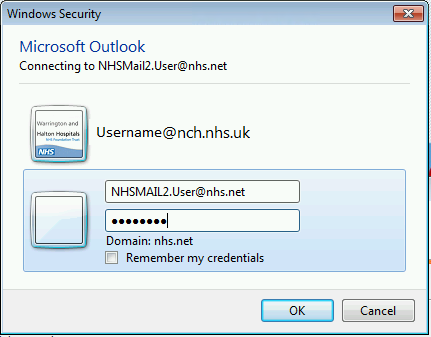 Windows Security
Microsoft Outlook
Connecting to NHSMail2.User@nhs.net
Warrington and
Halton Hospitals
NHS Foundation Trust
NHS
Username@nch.nhs.uk
NHSMAIL2.User@nhs.net
••••••••
Domain: nhs.net
Remember my credentials
OK
Cancel